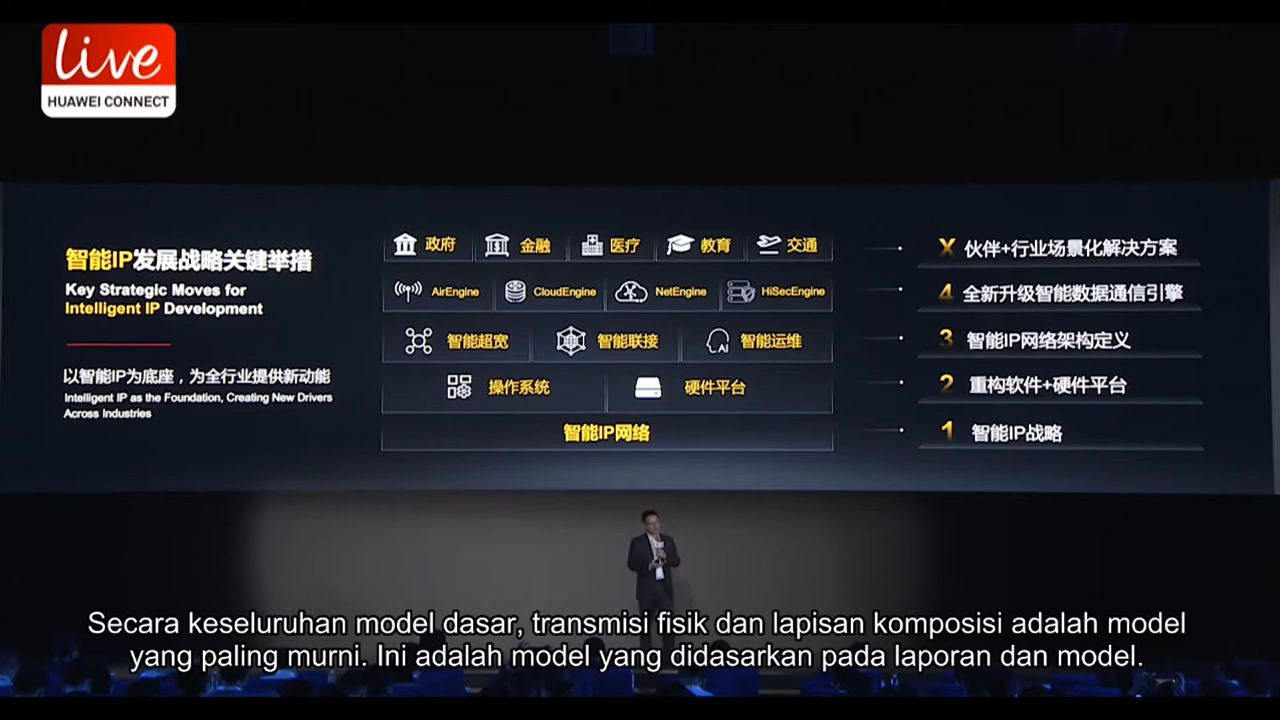 Live
HUAWEI CONNECT
智能IP发展战略关键举措
Key Strategic Moves for
Intelligent IP Development
以智能IP为底座，为全行业提供新动能
Intelligent IP as the Foundation, Creating New Drivers
Across Industries
政府 金融 医疗 教育 交通
AirEngine CloudEngine NetEngine HiSecEngine
智能超宽 智能联接 AI 智能运维
操作系统 硬件平台
智能IP网络
X 伙伴+行业场景化解决方案
4 全新升级智能数据通信引擎
3 智能IP网络架构定义
2 重构软件+硬件平台
1 智能IP战略
Secara keseluruhan model dasar, transmisi fisik dan lapisan komposisi adalah model
yang paling murni. Ini adalah model yang didasarkan pada laporan dan model.